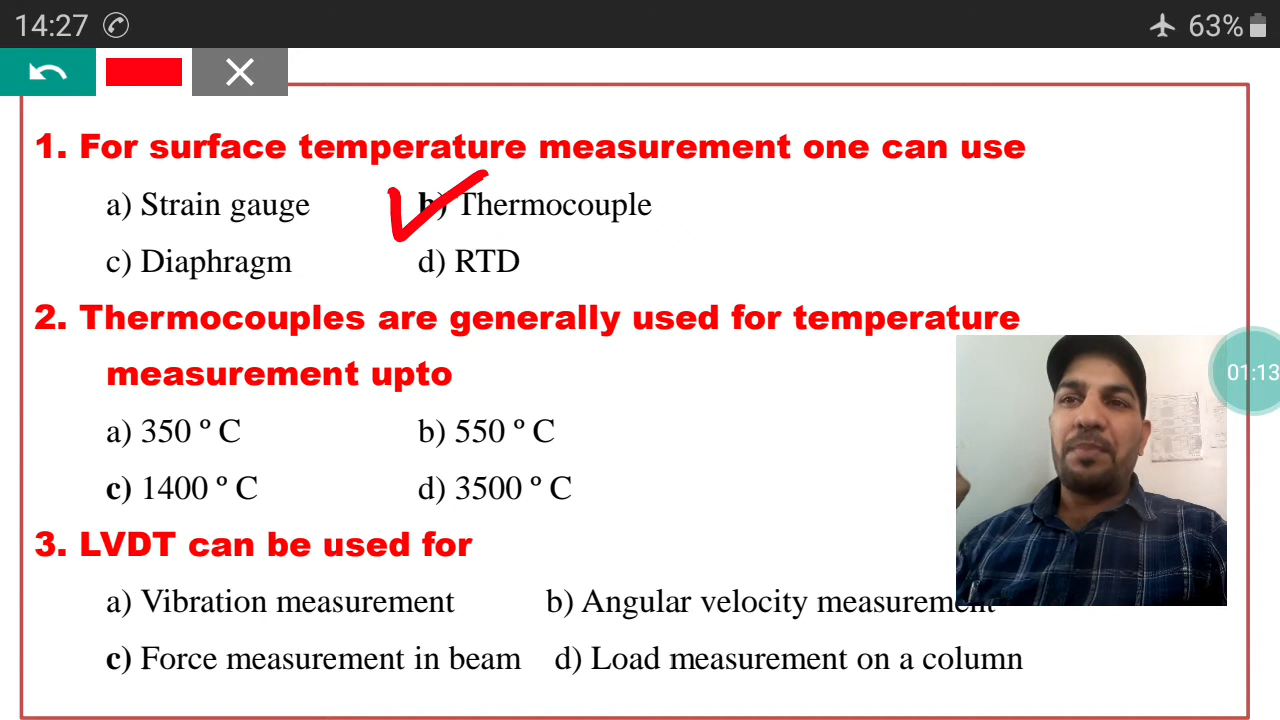 14:27 63%
1. For surface temperature measurement one can use
a) Strain gauge b) Thermocouple
c) Diaphragm d) RTD
2. Thermocouples are generally used for temperature
measurement upto
01:13
a) 350 º C b) 550 º C
c) 1400 º C d) 3500 º C
3. LVDT can be used for
a) Vibration measurement b) Angular velocity measurement
c) Force measurement in beam d) Load measurement on a column